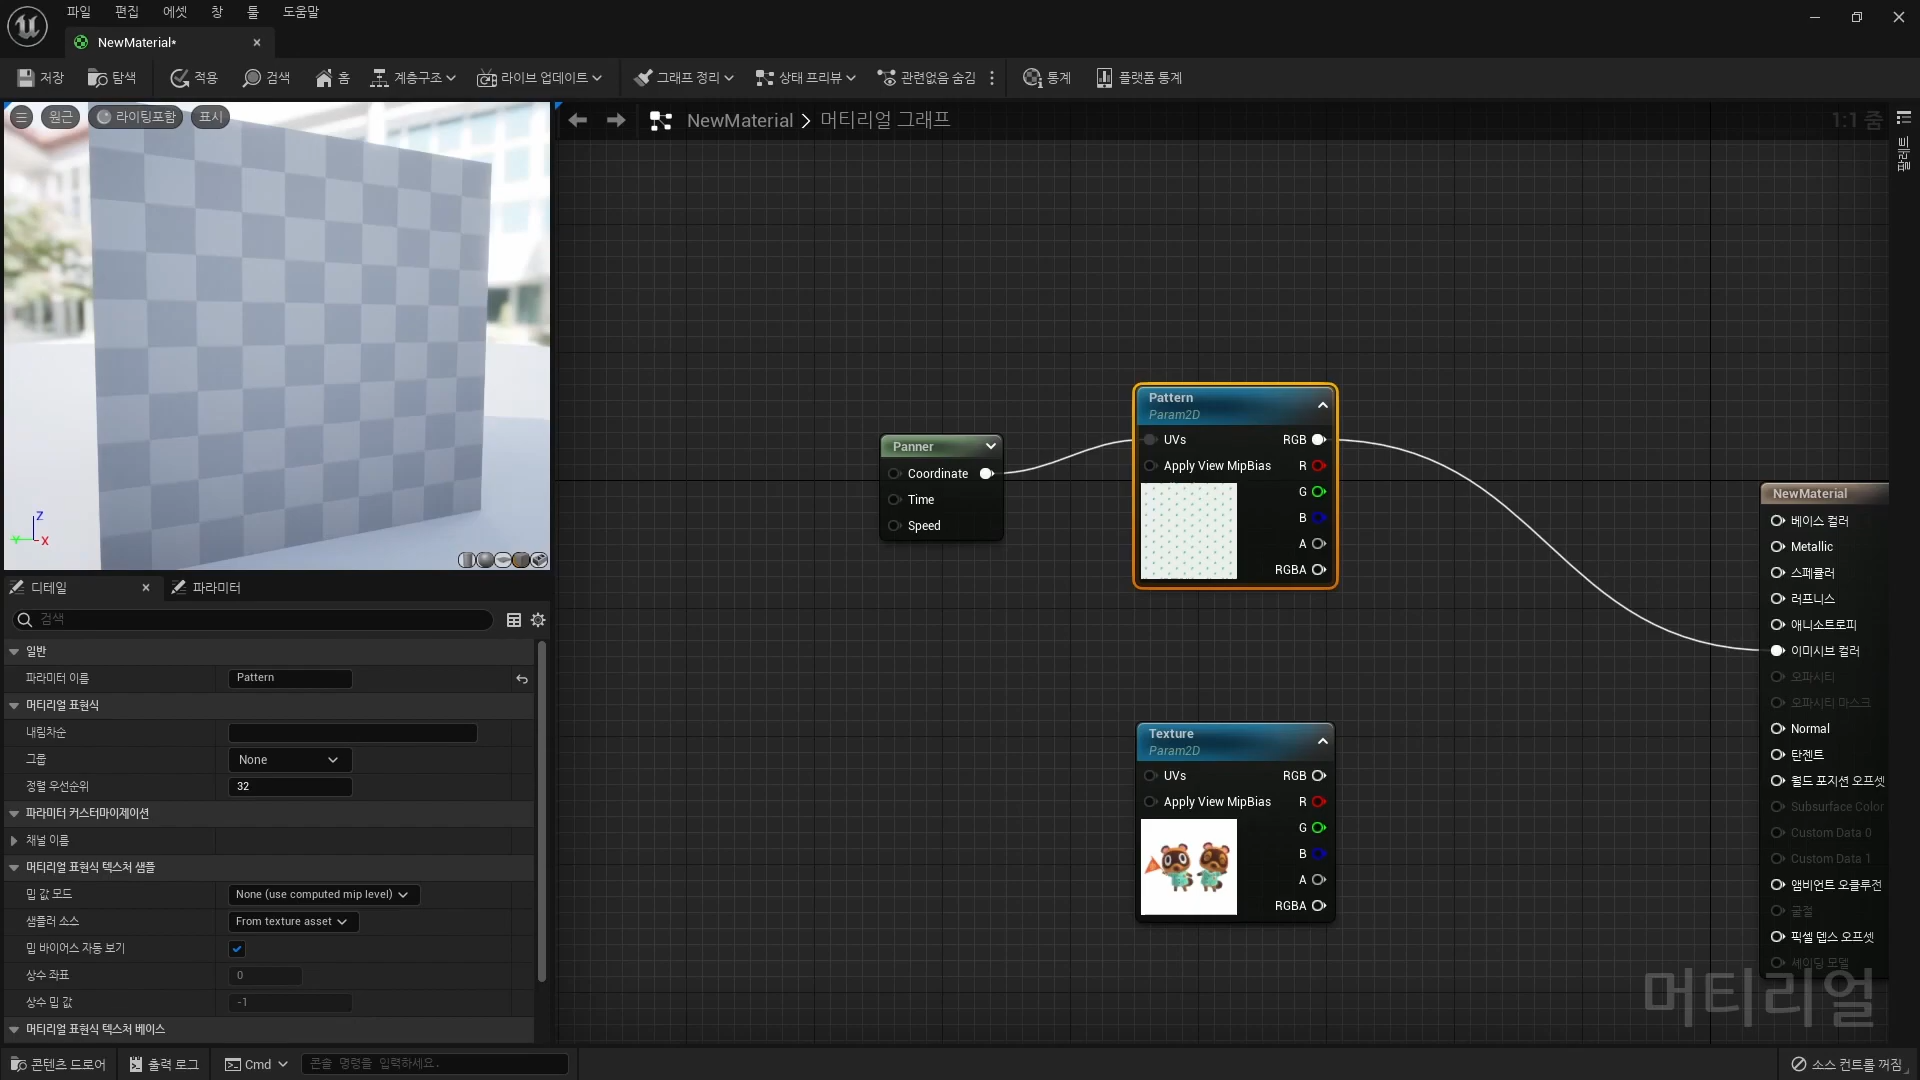 파일 편집 에셋 창 툴 도움말
NewMaterial*
저장 탐색 적용 검색 홈 계층구조 라이브 업데이트 그래프 정리 상태 프리뷰 관련없음 숨김 통계 플랫폼 통계
원근 라이팅포함 표시
NewMaterial 머티리얼 그래프
1:1 줌
팔레트
Z
Y X
Panner
Coordinate
Time
Speed
Pattern
Param2D
UVs RGB
Apply View MipBias R
G
B
A
RGBA
Texture
Param2D
UVs RGB
Apply View MipBias R
G
B
A
RGBA
NewMaterial
베이스 컬러
Metallic
스페큘러
러프니스
애니소트로피
이미시브 컬러
오파시티
오파시티 마스크
Normal
탄젠트
월드 포지션 오프셋
Subsurface Color
Custom Data 0
Custom Data 1
앰비언트 오클루전
굴절
픽셀 뎁스 오프셋
셰이딩 모델
머티리얼
디테일 파라미터
검색
일반
파라미터 이름 Pattern
머티리얼 표현식
내림차순
그룹 None
정렬 우선순위 32
파라미터 커스터마이제이션
채널 이름
머티리얼 표현식 텍스처 샘플
밉 값 모드 None (use computed mip level)
샘플러 소스 From texture asset
밉 바이어스 자동 보기
상수 좌표 0
상수 밉 값 -1
머티리얼 표현식 텍스처 베이스
콘텐츠 드로어 출력 로그 Cmd 콘솔 명령을 입력하세요. 소스 컨트롤 꺼짐